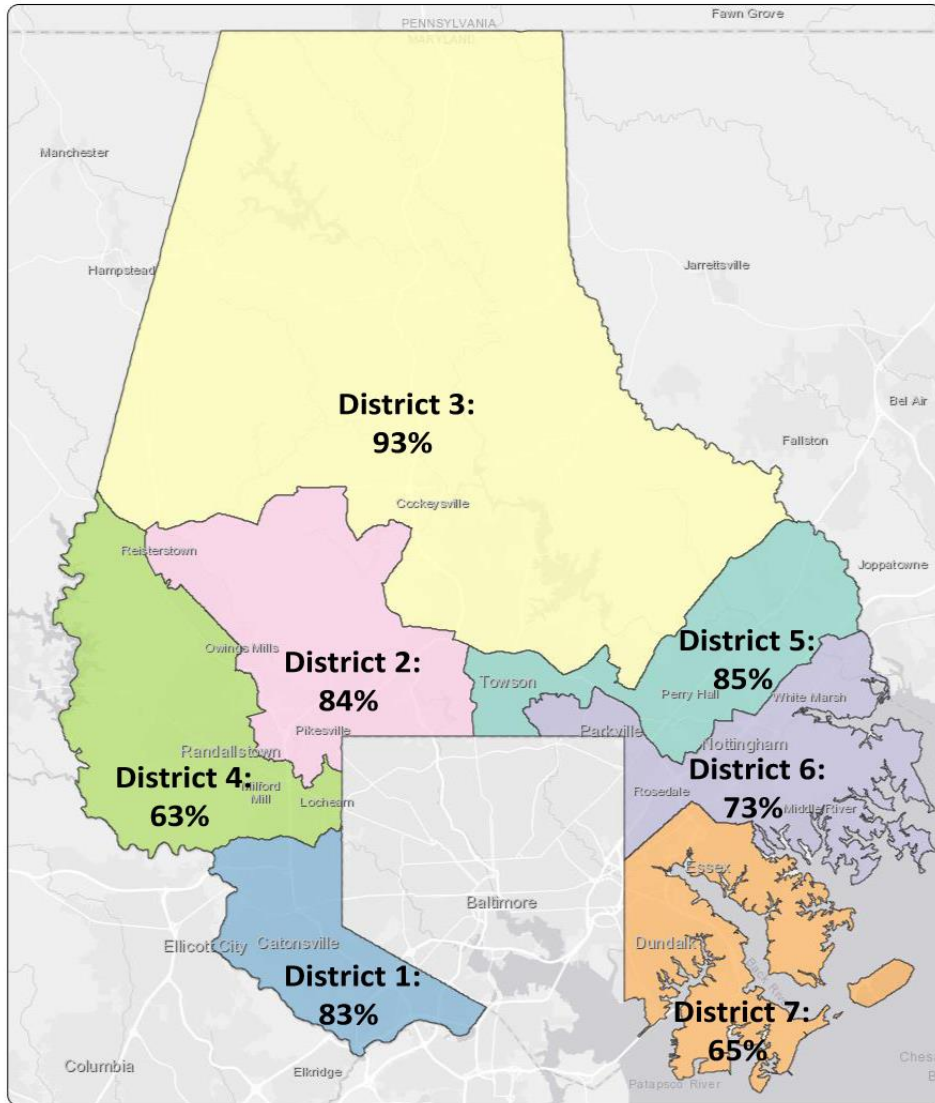 Fawn Grove
PENNSYLVANIA
MARYLAND
Manchester
Hampstead
Jarrettsville
Bel Air
District 3:
93%
Fallston
Cockeysville
Reisterstown
Joppatowne
Owings Mills
District 2:
84%
Towson
District 5:
85%
Perry Hall
White Marsh
Pikesville
Parkville
Nottingham
Randallstown
District 4:
63%
Milford
Mill
Lochearn
Rosedale
District 6:
73%
Middle River
Essex
Baltimore
Ellicott City
Catonsville
Dundalk
District 1:
83%
Back River
District 7:
65%
Columbia
Elkridge
Patapsco River
Ches
B